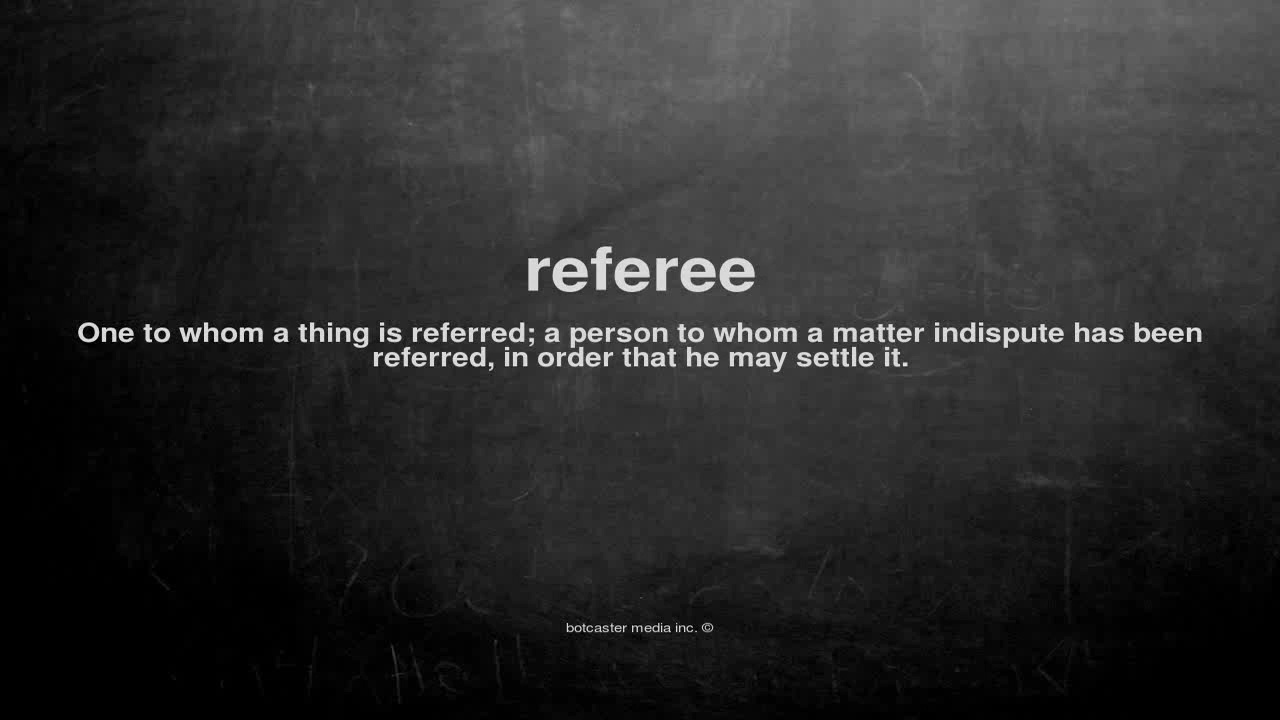 referee
One to whom a thing is referred; a person to whom a matter indispute has been
referred, in order that he may settle it.
botcaster media inc. ©